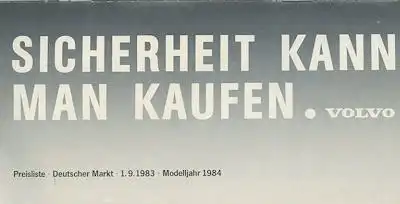 SICHERHEIT KANN
MAN KAUFEN. VOLVO
Preisliste · Deutscher Markt · 1.9.1983 · Modelljahr 1984